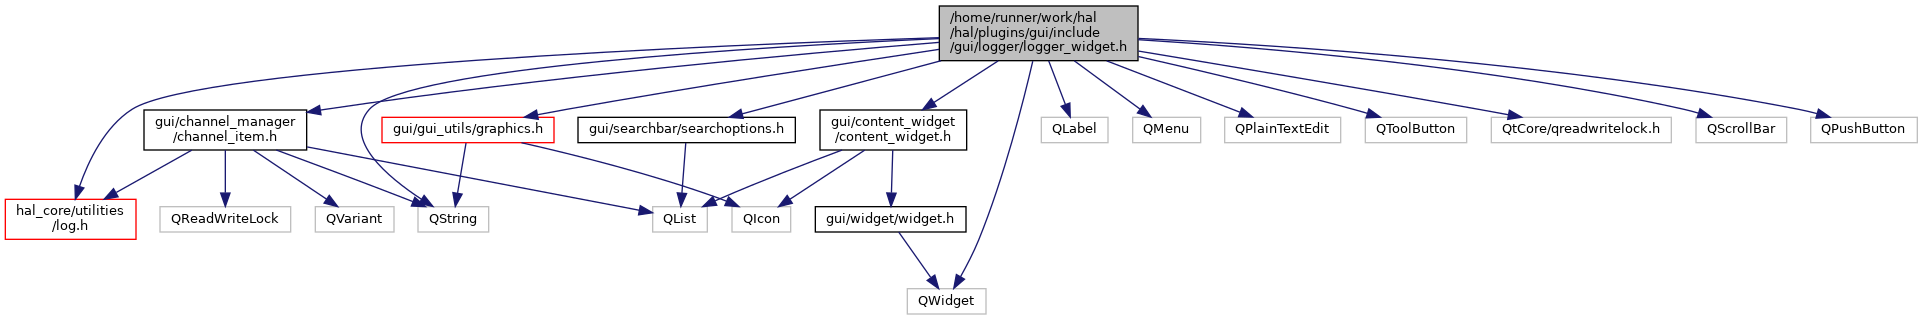 /home/runner/work/hal
/hal/plugins/gui/include
/gui/logger/logger_widget.h
gui/channel_manager
/channel_item.h
gui/gui_utils/graphics.h
gui/searchbar/searchoptions.h
gui/content_widget
/content_widget.h
QLabel
QMenu
QPlainTextEdit
QToolButton
QtCore/qreadwritelock.h
QScrollBar
QPushButton
hal_core/utilities
/log.h
QReadWriteLock
QVariant
QString
QList
QIcon
gui/widget/widget.h
QWidget